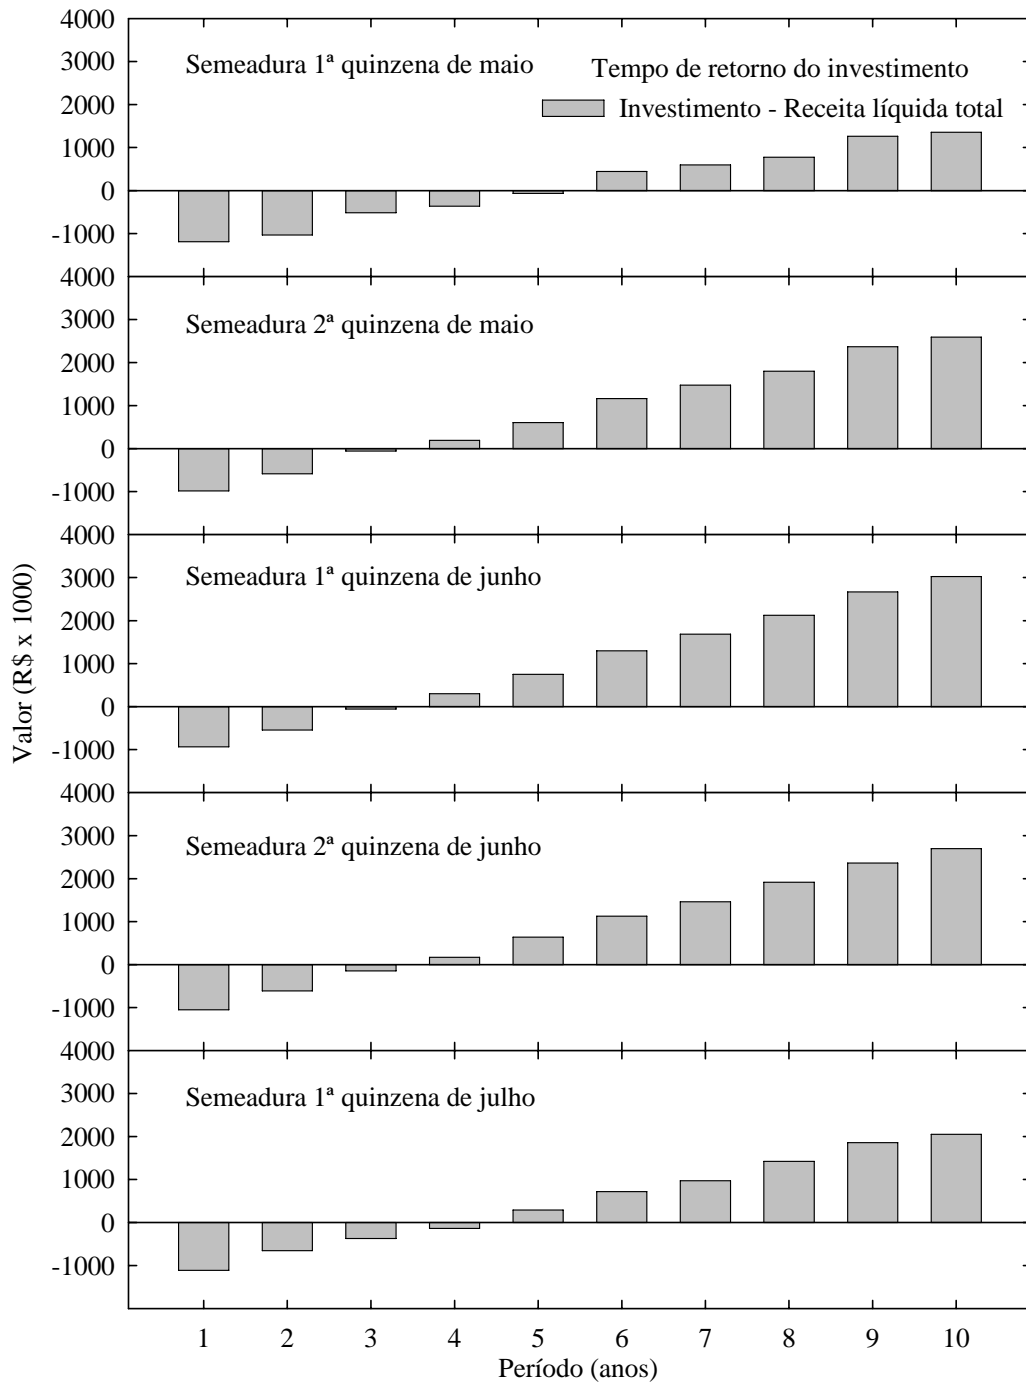 4000
3000
Semeadura 1ª quinzena de maio
Tempo de retorno do investimento
Investimento - Receita líquida total
1000
0
-1000
4000
3000
Semeadura 2ª quinzena de maio
2000
1000
0
-1000
4000
3000
Semeadura 1ª quinzena de junho
2000
1000
0
-1000
4000
3000
Semeadura 2ª quinzena de junho
2000
1000
0
-1000
4000
3000
Semeadura 1ª quinzena de julho
2000
1000
0
-1000
Valor (R$ x 1000)
1 2 3 4 5 6 7 8 9 10
Período (anos)